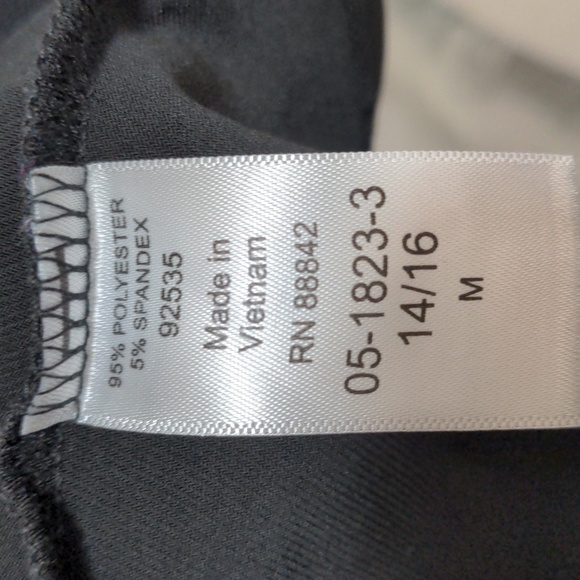 95% POLYESTER
5% SPANDEX
92535
Made in
Vietnam
RN 88842
05-1823-3
14/16
M